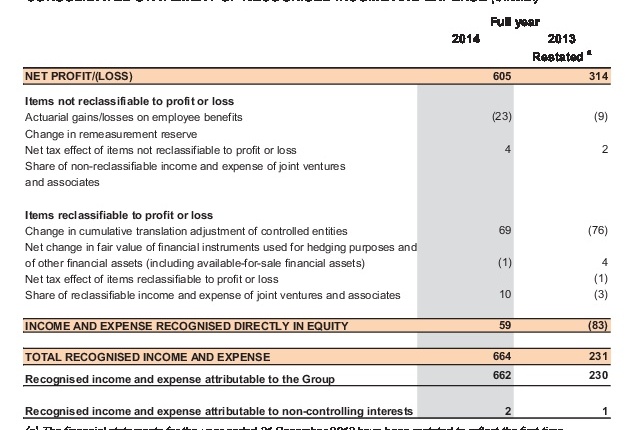 Full year
2014 2013
Restated a
NET PROFIT/(LOSS) 605 314
Items not reclassifiable to profit or loss
Actuarial gains/losses on employee benefits (23) (9)
Change in remeasurement reserve
Net tax effect of items not reclassifiable to profit or loss 4 2
Share of non-reclassifiable income and expense of joint ventures
and associates
Items reclassifiable to profit or loss
Change in cumulative translation adjustment of controlled entities 69 (76)
Net change in fair value of financial instruments used for hedging purposes and
of other financial assets (including available-for-sale financial assets) (1) 4
Net tax effect of items reclassifiable to profit or loss (1)
Share of reclassifiable income and expense of joint ventures and associates 10 (3)
INCOME AND EXPENSE RECOGNISED DIRECTLY IN EQUITY 59 (83)
TOTAL RECOGNISED INCOME AND EXPENSE 664 231
Recognised income and expense attributable to the Group 662 230
Recognised income and expense attributable to non-controlling interests 2 1